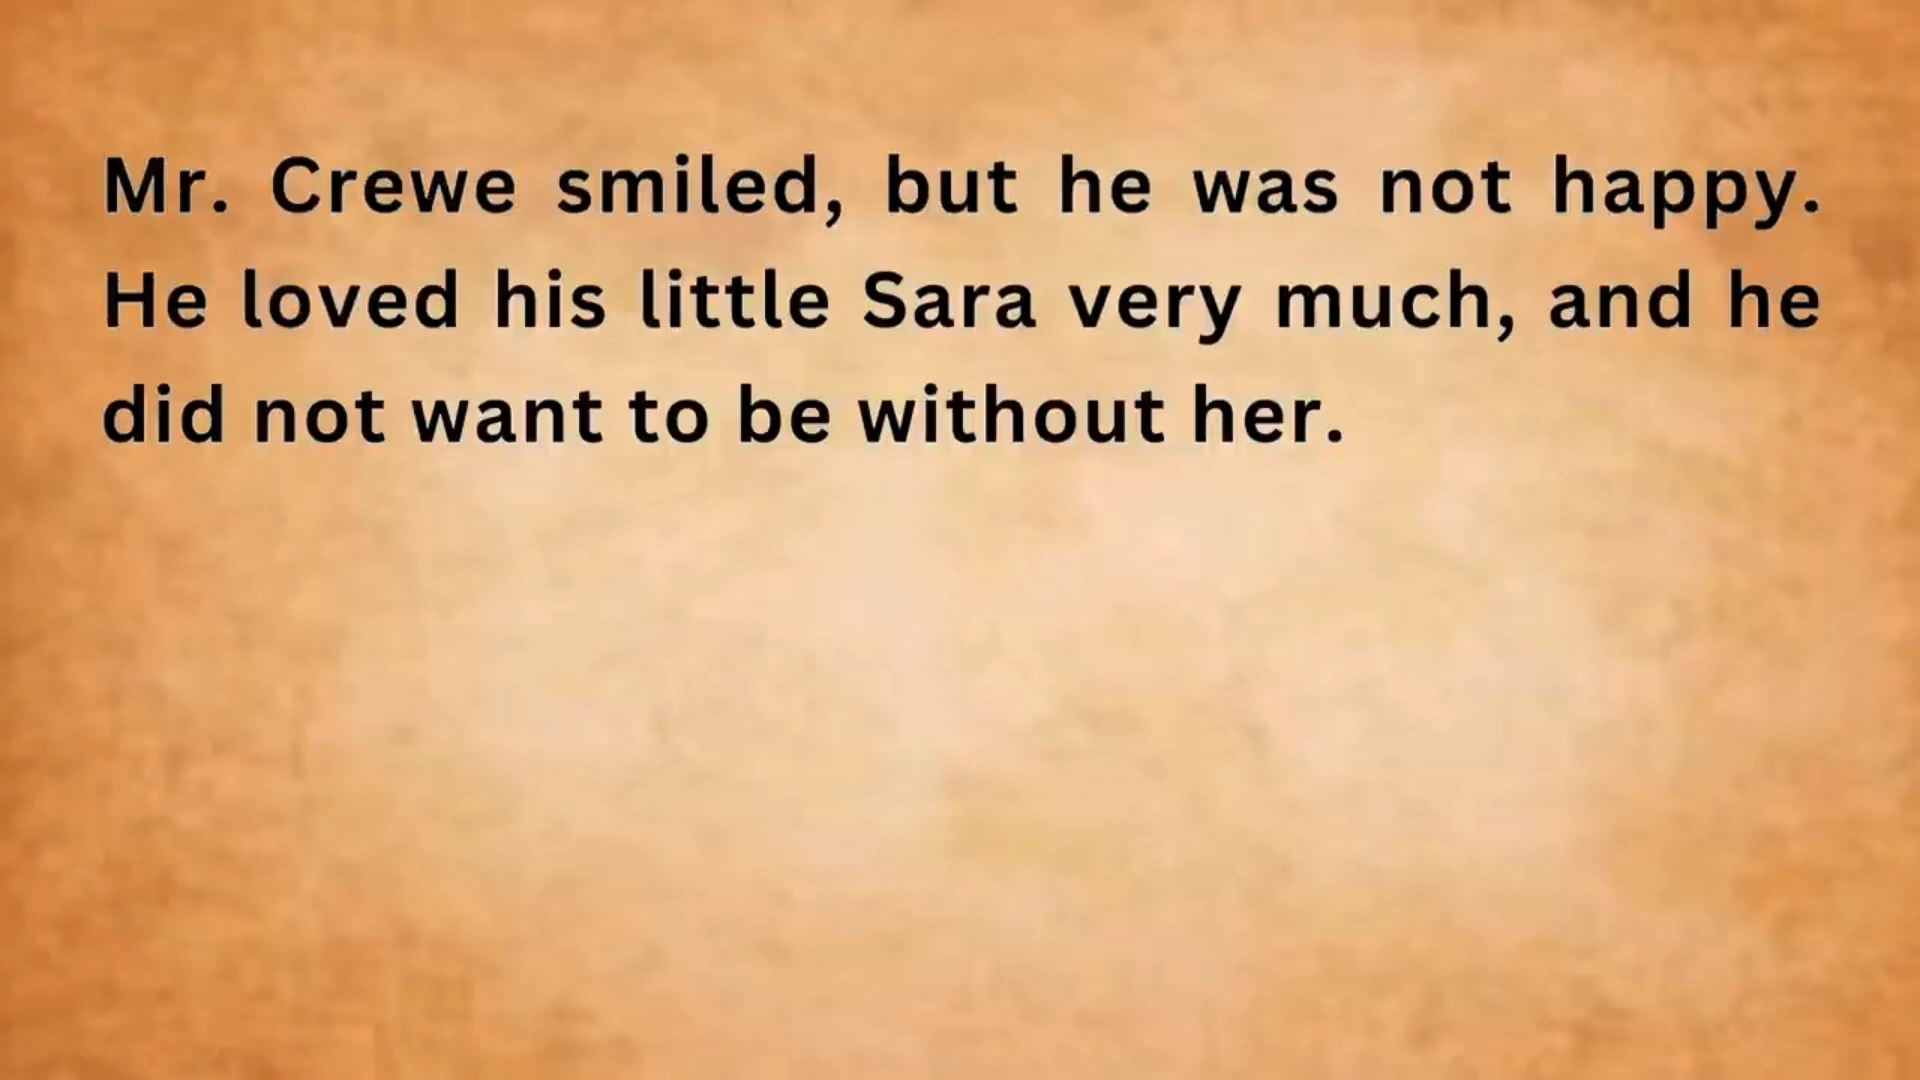 Mr. Crewe smiled, but he was not happy.
He loved his little Sara very much, and he
did not want to be without her.